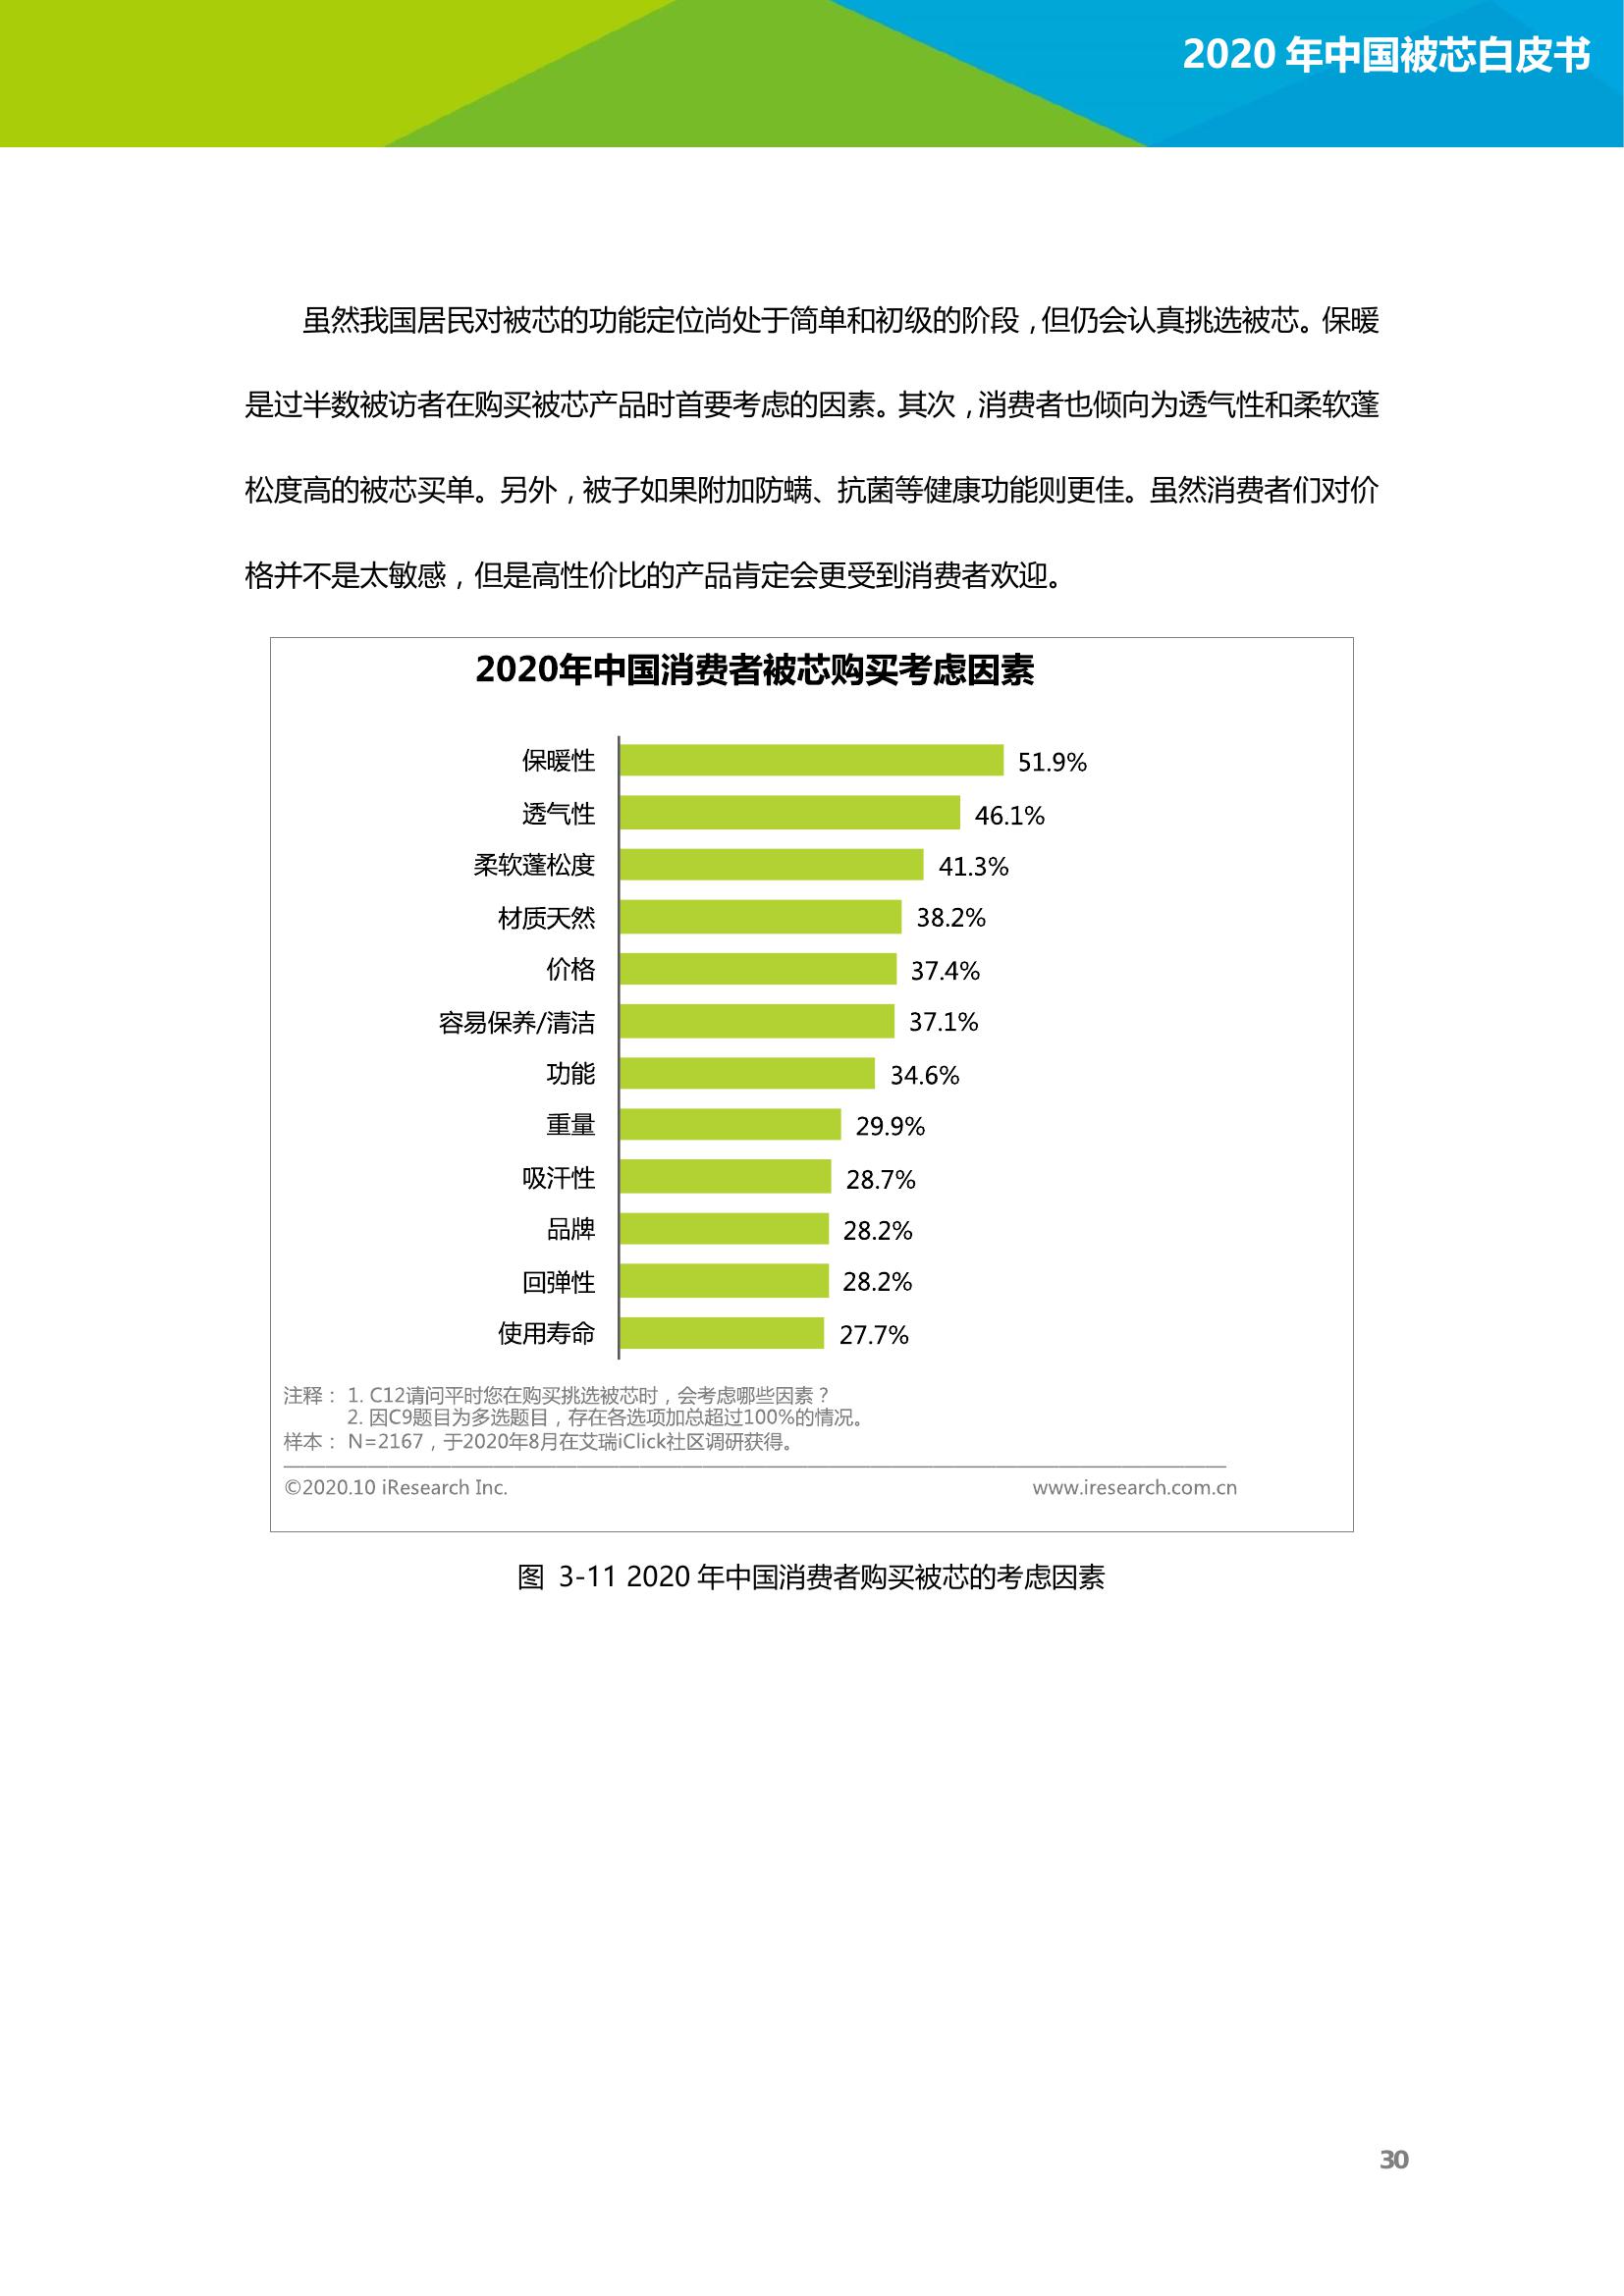 2020 年中国被芯白皮书
虽然我国居民对被芯的功能定位尚处于简单和初级的阶段，但仍会认真挑选被芯。保暖
是过半数被访者在购买被芯产品时首要考虑的因素。其次，消费者也倾向为透气性和柔软蓬
松度高的被芯买单。另外，被子如果附加防螨、抗菌等健康功能则更佳。虽然消费者们对价
格并不是太敏感，但是高性价比的产品肯定会更受到消费者欢迎。
2020年中国消费者被芯购买考虑因素
保暖性 51.9%
透气性 46.1%
柔软蓬松度 41.3%
材质天然 38.2%
价格 37.4%
容易保养/清洁 37.1%
功能 34.6%
重量 29.9%
吸汗性 28.7%
品牌 28.2%
回弹性 28.2%
使用寿命 27.7%
注释：1. C12请问平时您在购买挑选被芯时，会考虑哪些因素？
2. 因C9题目为多选题目，存在各选项加总超过100%的情况。
样本：N=2167，于2020年8月在艾瑞iClick社区调研获得。
©2020.10 iResearch Inc. www.iresearch.com.cn
图 3-11 2020 年中国消费者购买被芯的考虑因素
30